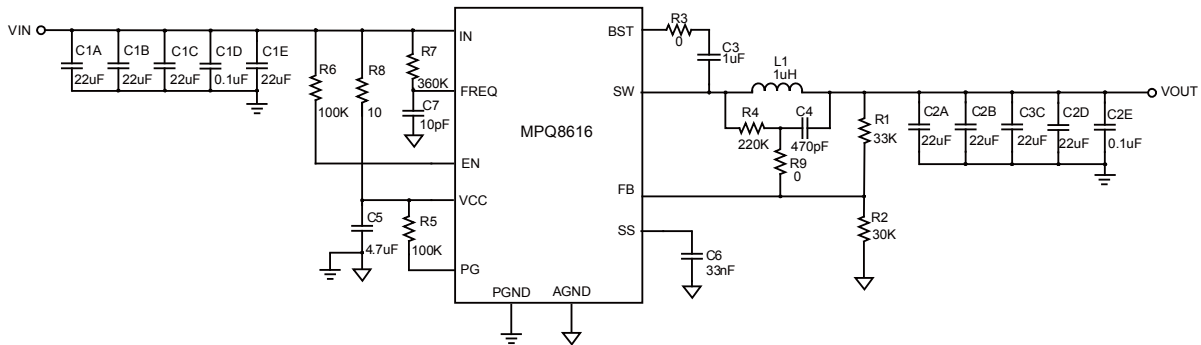 VIN
C1A
22uF
C1B
22uF
C1C
22uF
C1D
0.1uF
C1E
22uF
R6
100K
R8
10
R7
360K
C7
10pF
C5
4.7uF
R5
100K
IN
FREQ
EN
VCC
PG
MPQ8616
BST
SW
FB
SS
PGND
AGND
R3
0
C3
1uF
L1
1uH
R4
220K
C4
470pF
R9
0
R1
33K
R2
30K
C6
33nF
C2A
22uF
C2B
22uF
C3C
22uF
C2D
22uF
C2E
0.1uF
VOUT